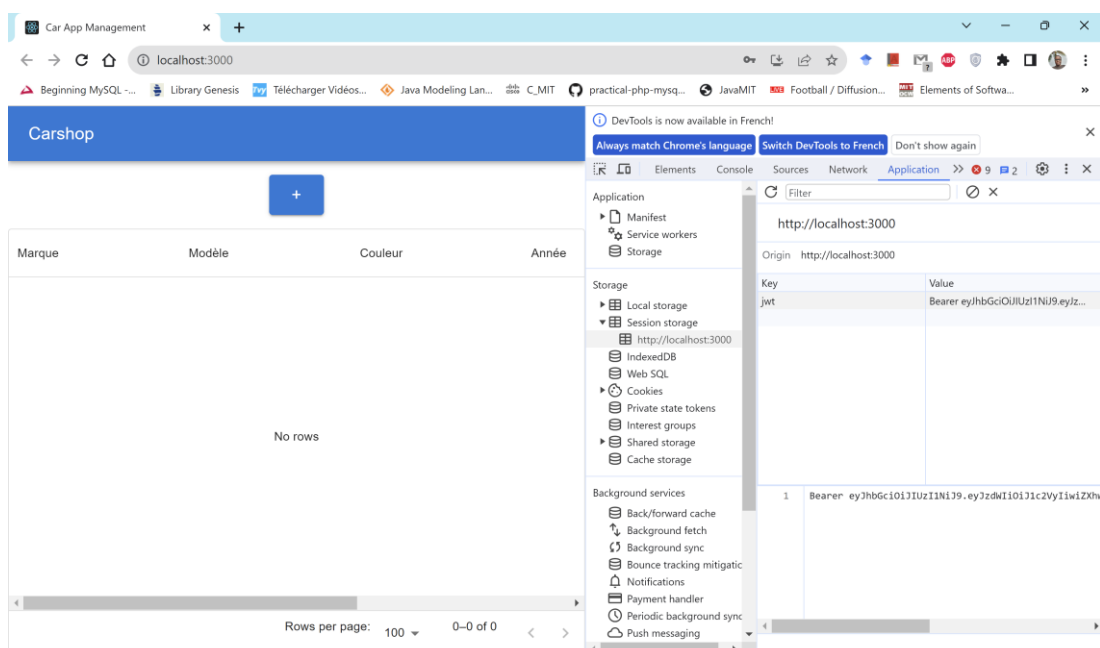 Car App Management
localhost:3000
Beginning MySQL -...
Library Genesis
Tvy Télécharger Vidéos...
Java Modeling Lan...
C_MIT
practical-php-mysq...
JavaMIT
LIVE Football / Diffusion...
MIT Elements of Softwa...
»
Carshop
+
Marque Modèle Couleur Année
No rows
Rows per page: 100 0–0 of 0
DevTools is now available in French!
Always match Chrome's language Switch DevTools to French Don't show again
Elements Console Sources Network Application 9 2
Application
Manifest
Service workers
Storage
Storage
Local storage
Session storage
http://localhost:3000
IndexedDB
Web SQL
Cookies
Private state tokens
Interest groups
Shared storage
Cache storage
Background services
Back/forward cache
Background fetch
Background sync
Bounce tracking mitigatic
Notifications
Payment handler
Periodic background sync
Push messaging
Filter
http://localhost:3000
Origin http://localhost:3000
Key Value
jwt Bearer eyJhbGciOiJIUzI1NiJ9.eyJz...
1 Bearer eyJhbGciOiJIUzI1NiJ9.eyJzdWIiOiJ1c2VyIiwiZXhw